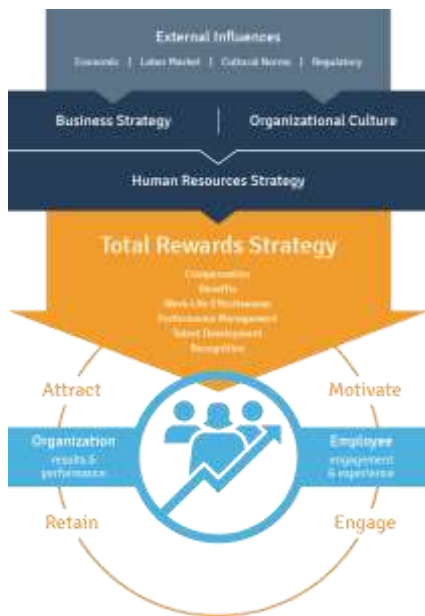 External Influences
Economic | Labor Market | Cultural Norms | Regulatory
Business Strategy | Organizational Culture
Human Resources Strategy
Total Rewards Strategy
Compensation
Benefits
Work-Life Effectiveness
Performance Management
Talent Development
Recognition
Attract
Motivate
Organization
results &
performance
Employee
engagement
& experience
Retain
Engage